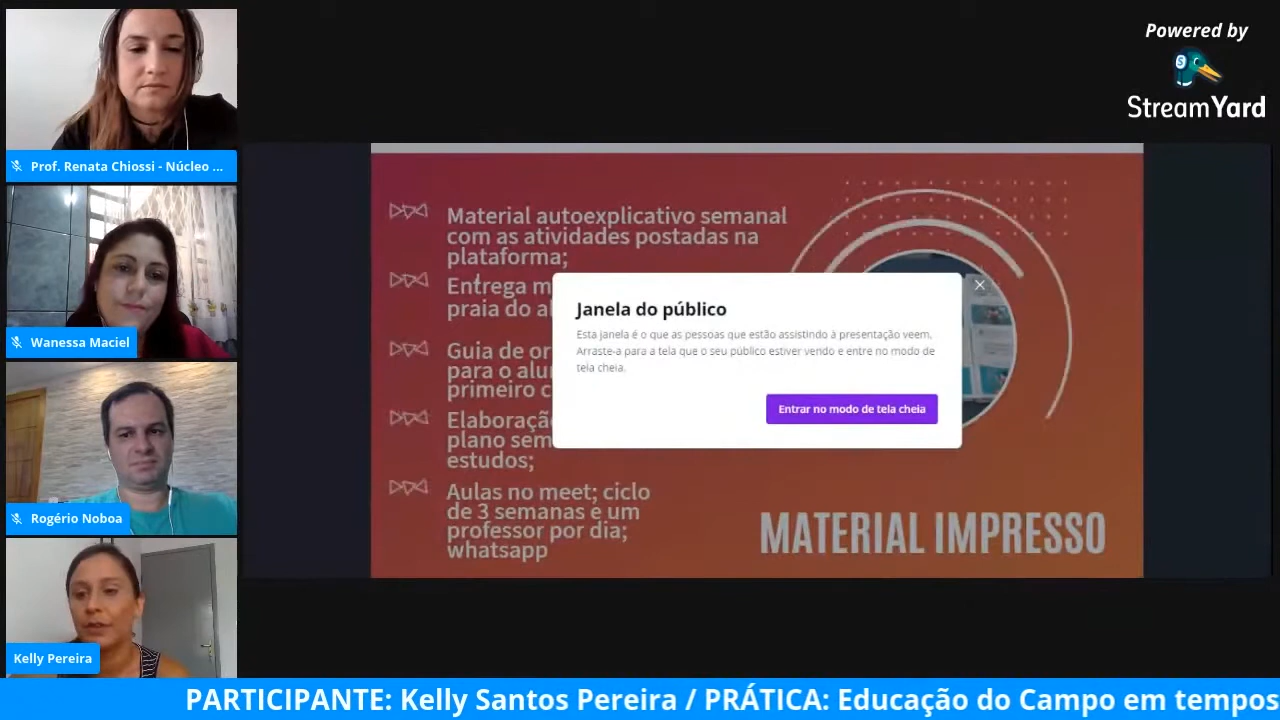 Powered by
StreamYard
Prof. Renata Chiossi - Núcleo ...
Wanessa Maciel
Rogério Noboa
Kelly Pereira
Material autoexplicativo semanal
com as atividades postadas na
plataforma;
Entrega m
praia do al
Guia de or
para o alun
primeiro c
Elaboração
plano sem
estudos;
Aulas no meet; ciclo
de 3 semanas e um
professor por dia;
whatsapp
MATERIAL IMPRESSO
Janela do público
Esta janela é o que as pessoas que estão assistindo à presentação veem.
Arraste-a para a tela que o seu público estiver vendo e entre no modo de
tela cheia.
Entrar no modo de tela cheia
PARTICIPANTE: Kelly Santos Pereira / PRÁTICA: Educação do Campo em tempos